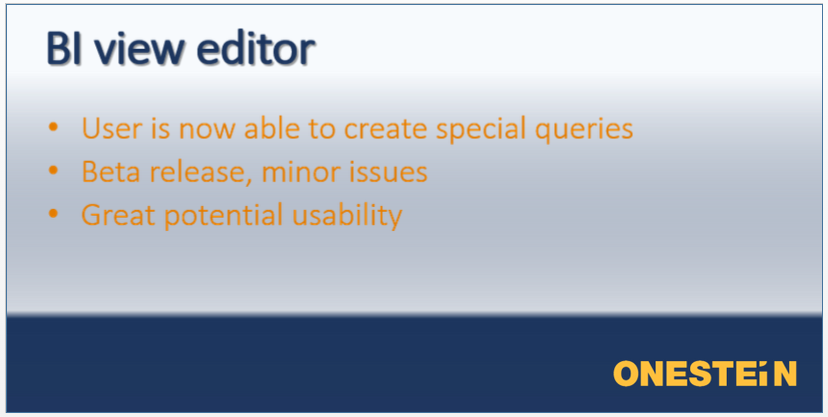 BI view editor
• User is now able to create special queries
• Beta release, minor issues
• Great potential usability
ONESTEiN